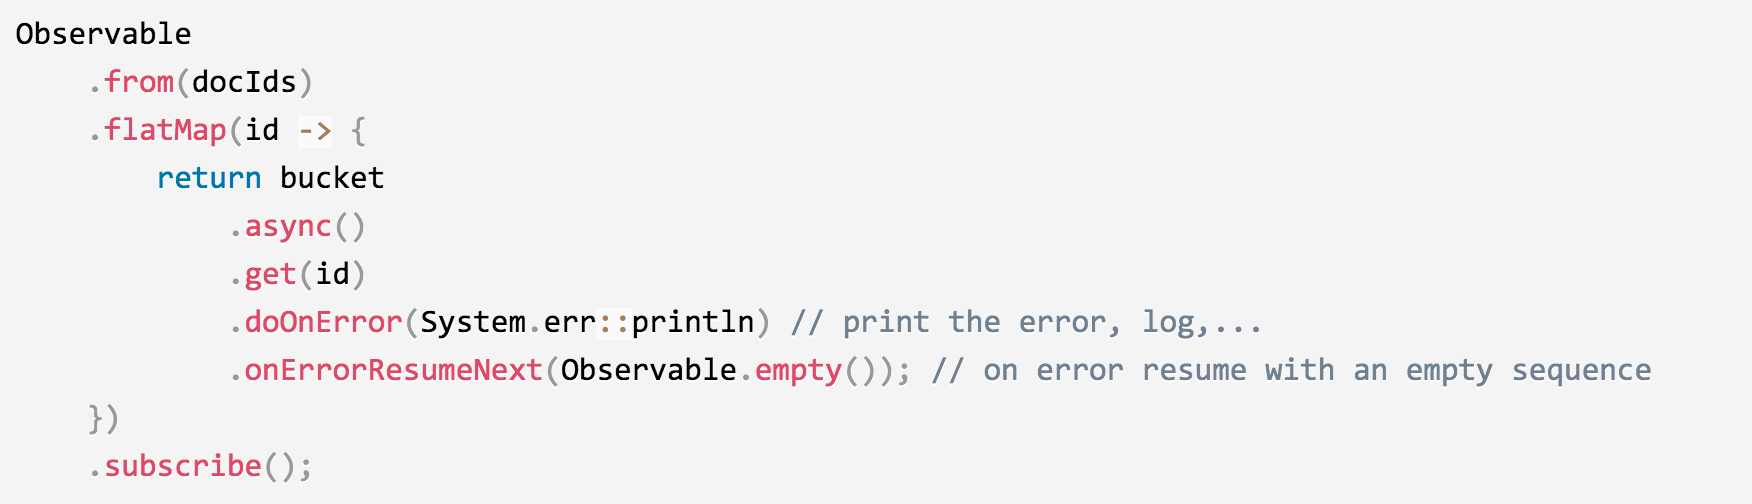 Observable
.from(docIds)
.flatMap(id -> {
return bucket
.async()
.get(id)
.doOnError(System.err::println) // print the error, log,...
.onErrorResumeNext(Observable.empty()); // on error resume with an empty sequence
})
.subscribe();